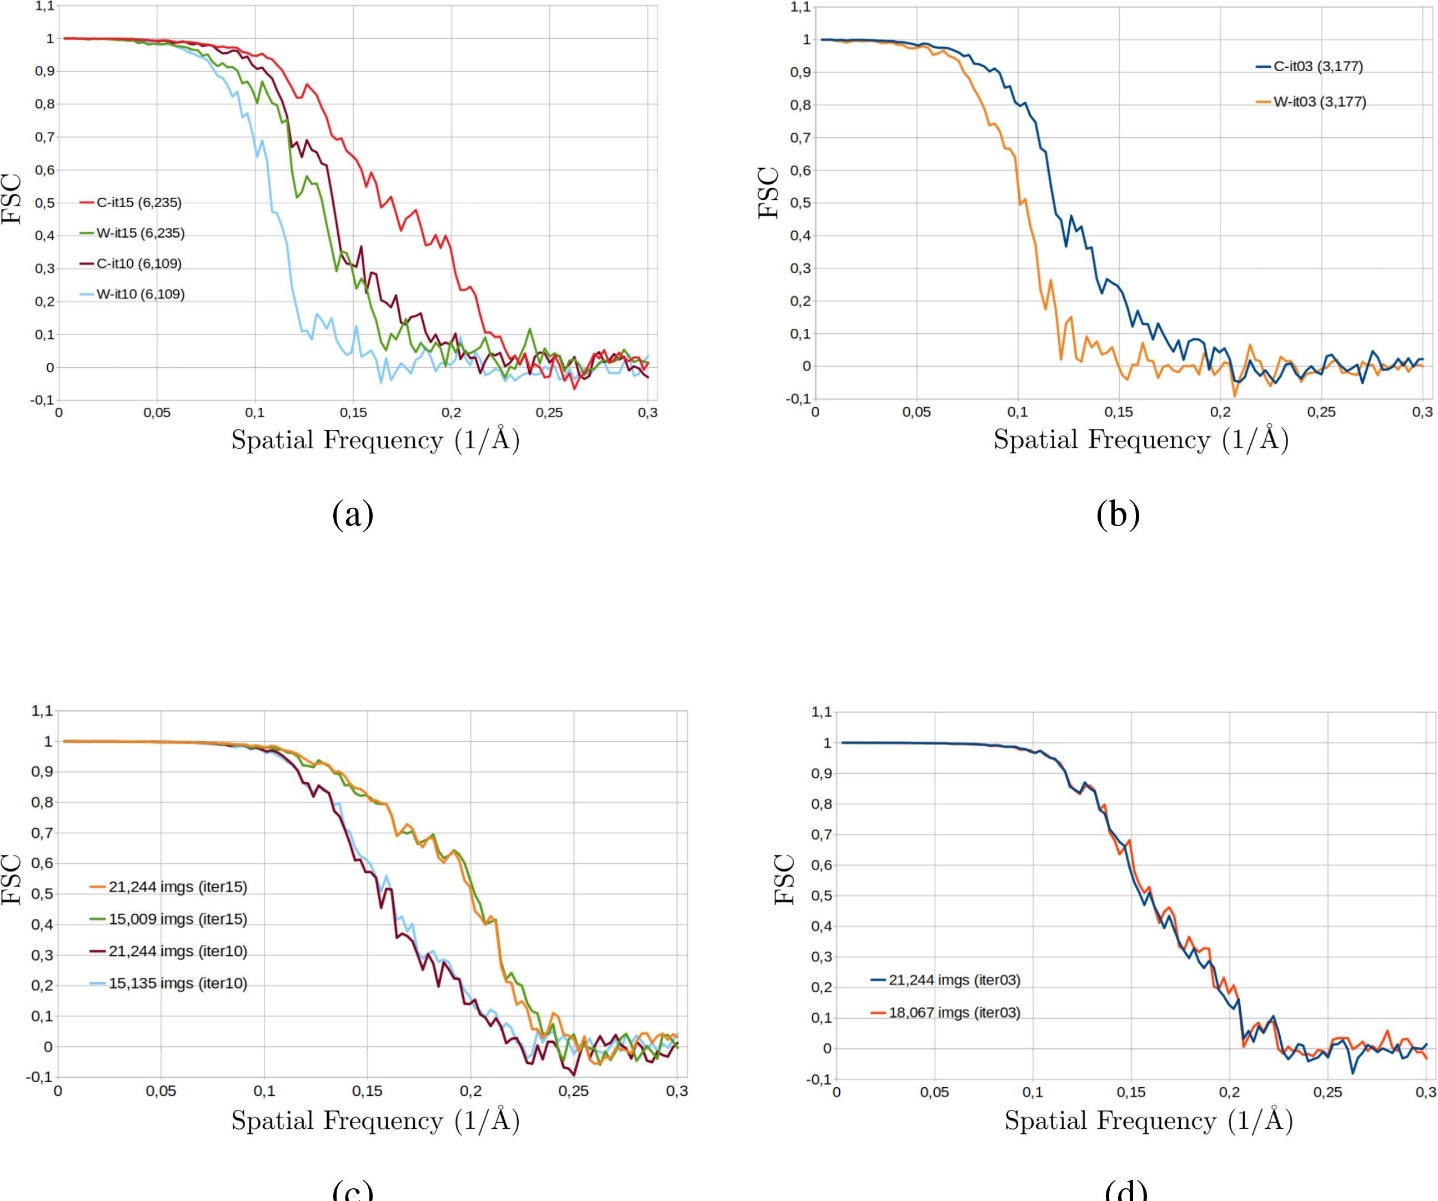 1,1
1
0,9
0,8
0,7
0,6
0,5
0,4
0,3
0,2
0,1
0
-0,1
FSC
C-it15 (6,235)
W-it15 (6,235)
C-it10 (6,109)
W-it10 (6,109)
0 0,05 0,1 0,15 0,2 0,25 0,3
Spatial Frequency (1/Å)
(a)
1,1
1
0,9
0,8
0,7
0,6
0,5
0,4
0,3
0,2
0,1
0
-0,1
FSC
C-it03 (3,177)
W-it03 (3,177)
0 0,05 0,1 0,15 0,2 0,25 0,3
Spatial Frequency (1/Å)
(b)
1,1
1
0,9
0,8
0,7
0,6
0,5
0,4
0,3
0,2
0,1
0
-0,1
FSC
21,244 imgs (iter15)
15,009 imgs (iter15)
21,244 imgs (iter10)
15,135 imgs (iter10)
0 0,05 0,1 0,15 0,2 0,25 0,3
Spatial Frequency (1/Å)
(c)
1,1
1
0,9
0,8
0,7
0,6
0,5
0,4
0,3
0,2
0,1
0
-0,1
FSC
21,244 imgs (iter03)
18,067 imgs (iter03)
0 0,05 0,1 0,15 0,2 0,25 0,3
Spatial Frequency (1/Å)
(d)